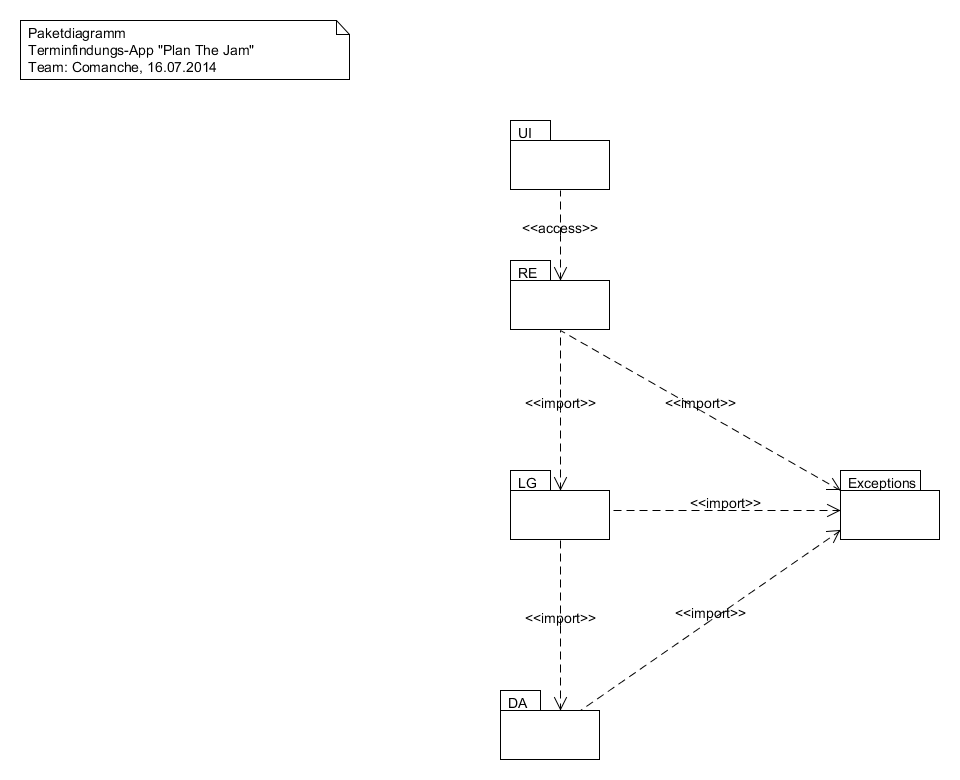 Paketdiagramm
Terminfindungs-App "Plan The Jam"
Team: Comanche, 16.07.2014
UI
<<access>>
RE
<<import>>
<<import>>
LG
<<import>>
Exceptions
<<import>>
<<import>>
DA